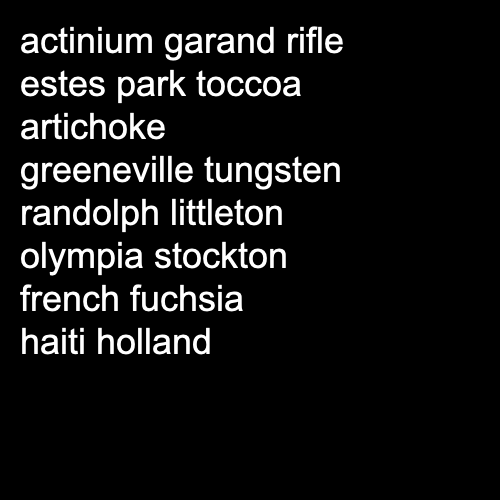 actinium garand rifle
estes park toccoa
artichoke
greeneville tungsten
randolph littleton
olympia stockton
french fuchsia
haiti holland